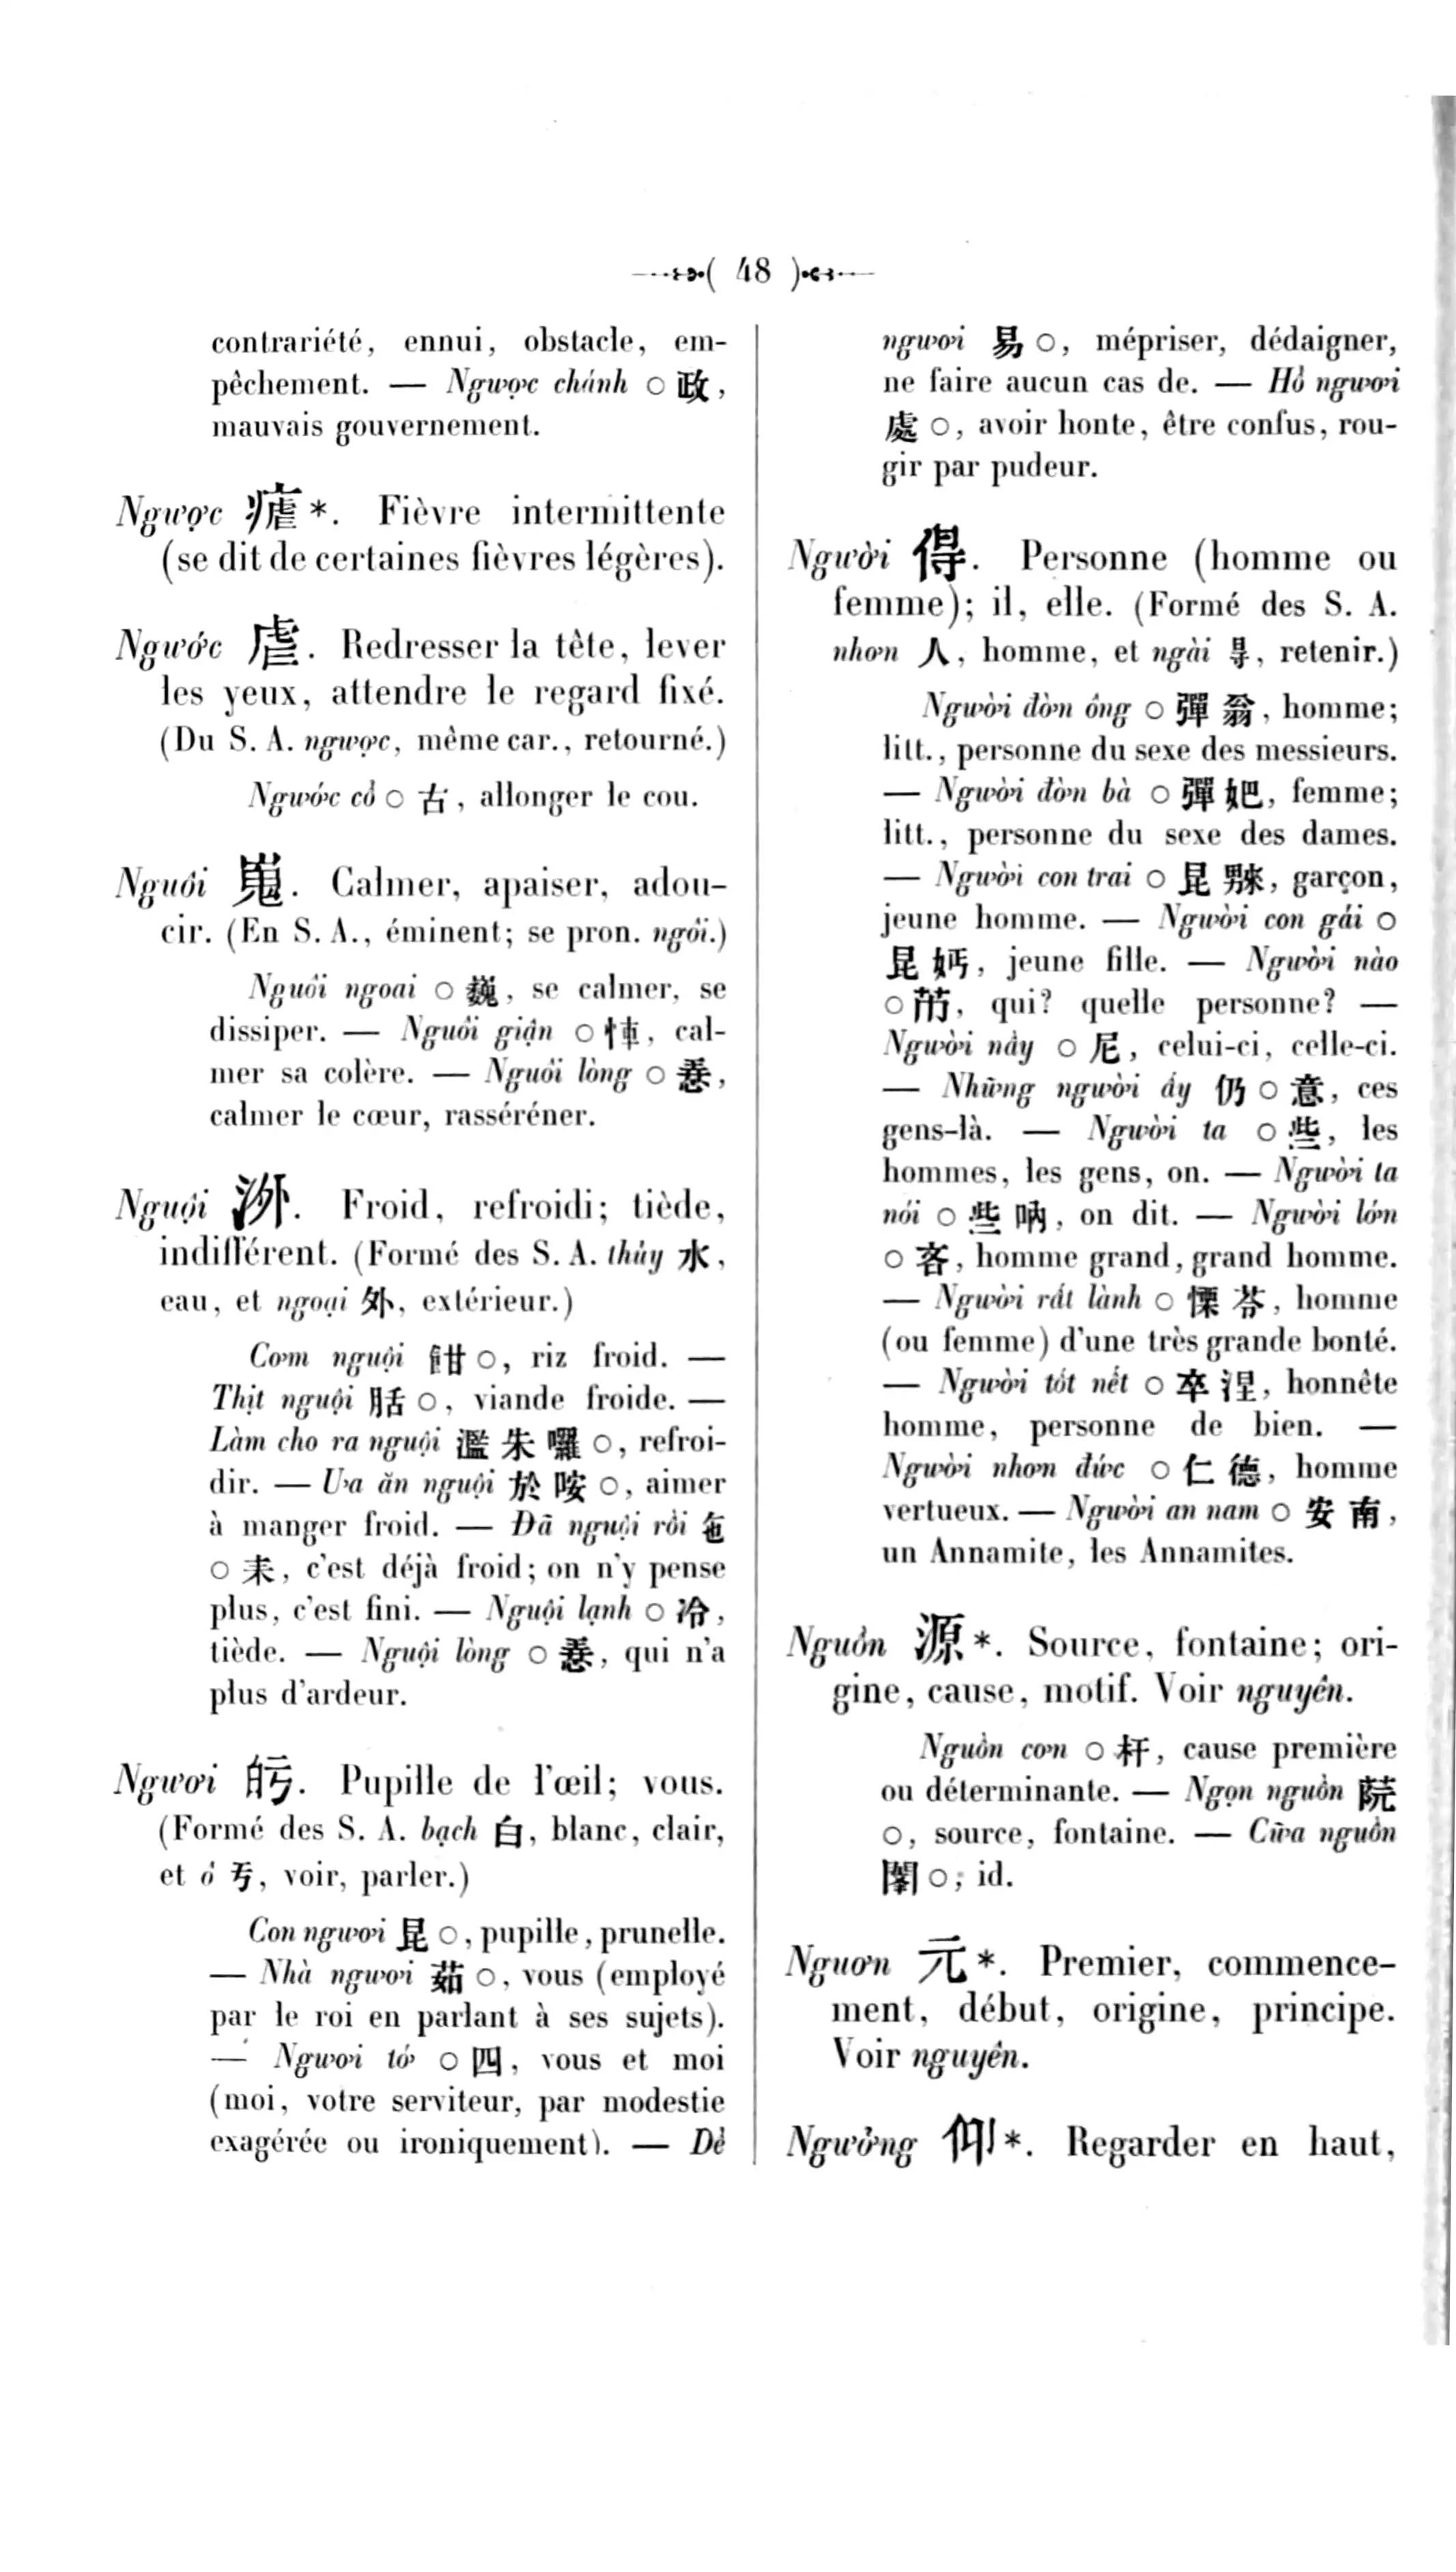 ( 48 )
contrariété, ennui, obstacle, em-
pêchement. — Ngược chánh ○ 政,
mauvais gouvernement.
Ngược 瘧 *. Fièvre intermittente
(se dit de certaines fièvres légères).
Ngước 虐. Redresser la tête, lever
les yeux, attendre le regard fixé.
(Du S. A. ngược, même car., retourné.)
Ngước cổ ○ 古, allonger le cou.
Nguôi 嵬. Calmer, apaiser, adou-
cir. (En S. A., éminent; se pron. ngôi.)
Nguôi ngoai ○ 巍, se calmer, se
dissiper. — Nguôi giận ○, cal-
mer sa colère. — Nguôi lòng ○,
calmer le cœur, rasséréner.
Nguội. Froid, refroidi; tiède,
indifférent. (Formé des S. A. thủy 水,
eau, et ngoại 外, extérieur.)
Cơm nguội ○, riz froid. —
Thịt nguội ○, viande froide. —
Làm cho ra nguội 濫 朱 囉 ○, refroi-
dir. — Ưa ăn nguội 於 咹 ○, aimer
à manger froid. — Đã nguội rồi
○ 耒, c'est déjà froid; on n'y pense
plus, c'est fini. — Nguội lạnh ○ 冷,
tiède. — Nguội lòng ○, qui n'a
plus d'ardeur.
Ngươi. Pupille de l'œil; vous.
(Formé des S. A. bạch 白, blanc, clair,
et ó, voir, parler.)
Con ngươi 昆 ○, pupille, prunelle.
— Nhà ngươi 茹 ○, vous (employé
par le roi en parlant à ses sujets).
— Ngươi tớ ○ 四, vous et moi
(moi, votre serviteur, par modestie
exagérée ou ironiquement). — Dẻ
ngươi 易 ○, mépriser, dédaigner,
ne faire aucun cas de. — Hổ ngươi
處 ○, avoir honte, être confus, rou-
gir par pudeur.
Người 得. Personne (homme ou
femme); il, elle. (Formé des S. A.
nhơn 人, homme, et ngài, retenir.)
Người đờn ông ○ 彈 翁, homme;
litt., personne du sexe des messieurs.
— Người đờn bà ○ 彈 妑, femme;
litt., personne du sexe des dames.
— Người con trai ○ 昆, garçon,
jeune homme. — Người con gái ○
昆, jeune fille. — Người nào
○ 芇, qui? quelle personne? —
Người nầy ○ 尼, celui-ci, celle-ci.
— Những người ấy 仍 ○ 意, ces
gens-là. — Người ta ○ 些, les
hommes, les gens, on. — Người ta
nói ○ 些 吶, on dit. — Người lớn
○ 吝, homme grand, grand homme.
— Người rất lành ○ 慄 苓, homme
(ou femme) d'une très grande bonté.
— Người tốt nết ○ 卒 涅, honnête
homme, personne de bien. —
Người nhơn đức ○ 仁 德, homme
vertueux. — Người an nam ○ 安 南,
un Annamite, les Annamites.
Nguồn 源 *. Source, fontaine; ori-
gine, cause, motif. Voir nguyên.
Nguồn cơn ○ 杆, cause première
ou déterminante. — Ngọn nguồn
○, source, fontaine. — Cữa nguồn
○, id.
Nguơn 元 *. Premier, commence-
ment, début, origine, principe.
Voir nguyên.
Ngưởng 仰 *. Regarder en haut,